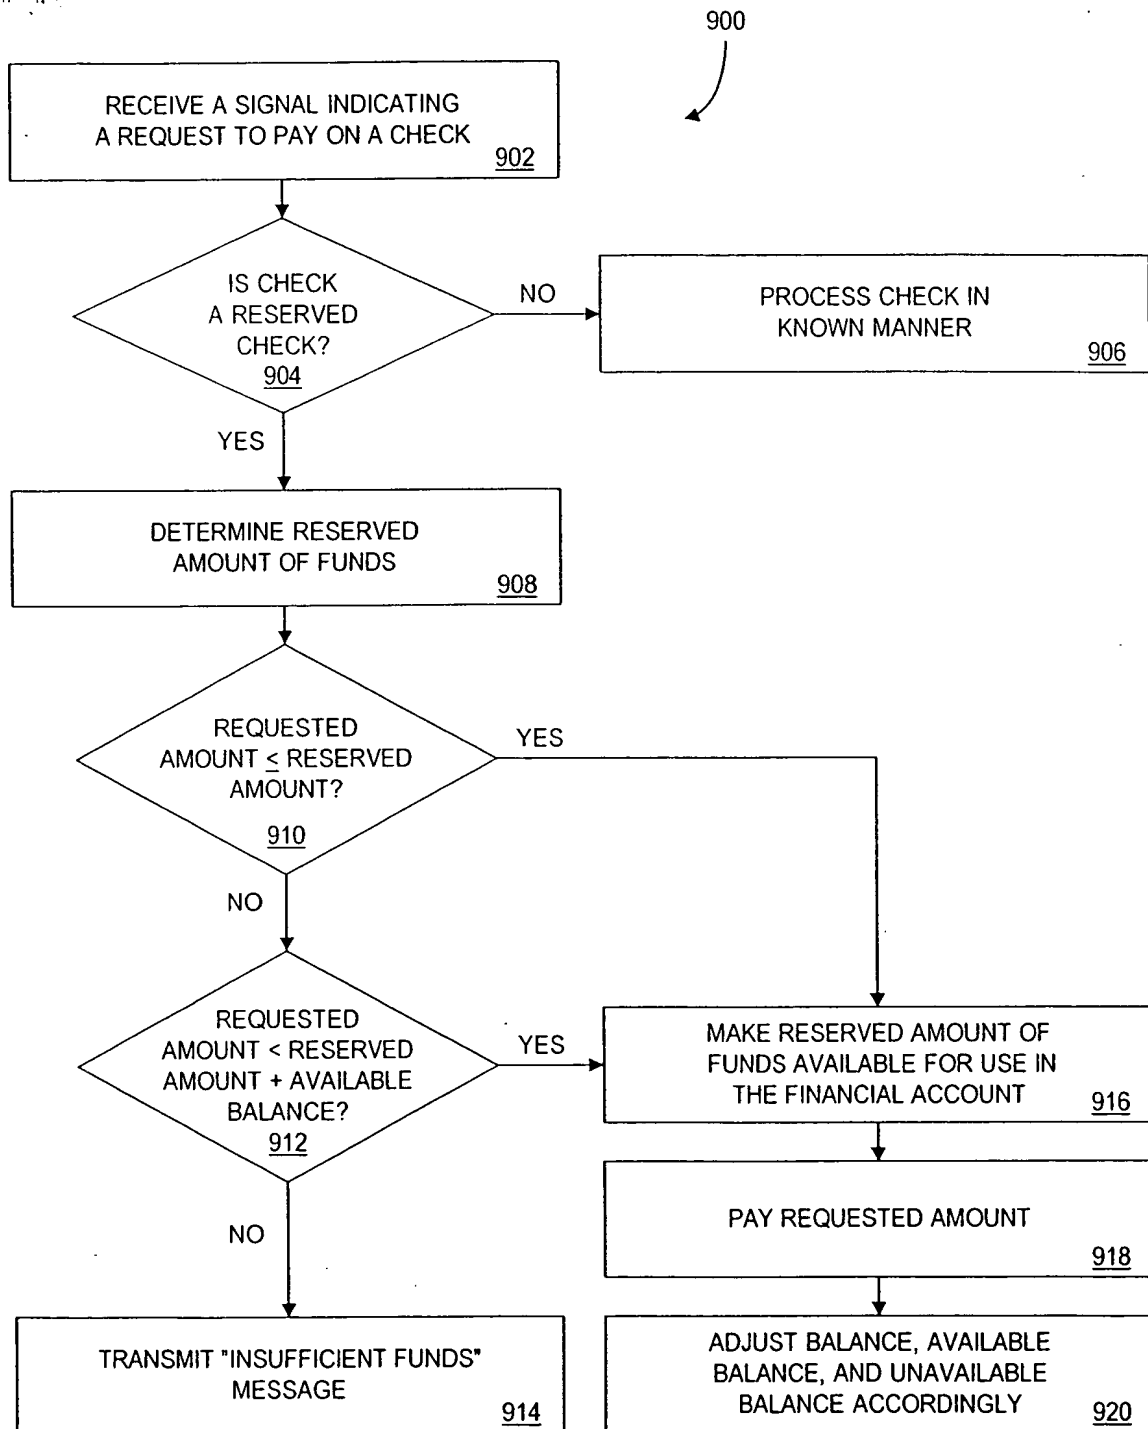 900
RECEIVE A SIGNAL INDICATING
A REQUEST TO PAY ON A CHECK
902
IS CHECK
A RESERVED
CHECK?
904
NO
PROCESS CHECK IN
KNOWN MANNER
906
YES
DETERMINE RESERVED
AMOUNT OF FUNDS
908
REQUESTED
AMOUNT ≤ RESERVED
AMOUNT?
910
YES
NO
REQUESTED
AMOUNT < RESERVED
AMOUNT + AVAILABLE
BALANCE?
912
YES
MAKE RESERVED AMOUNT OF
FUNDS AVAILABLE FOR USE IN
THE FINANCIAL ACCOUNT
916
PAY REQUESTED AMOUNT
918
NO
TRANSMIT "INSUFFICIENT FUNDS"
MESSAGE
914
ADJUST BALANCE, AVAILABLE
BALANCE, AND UNAVAILABLE
BALANCE ACCORDINGLY
920